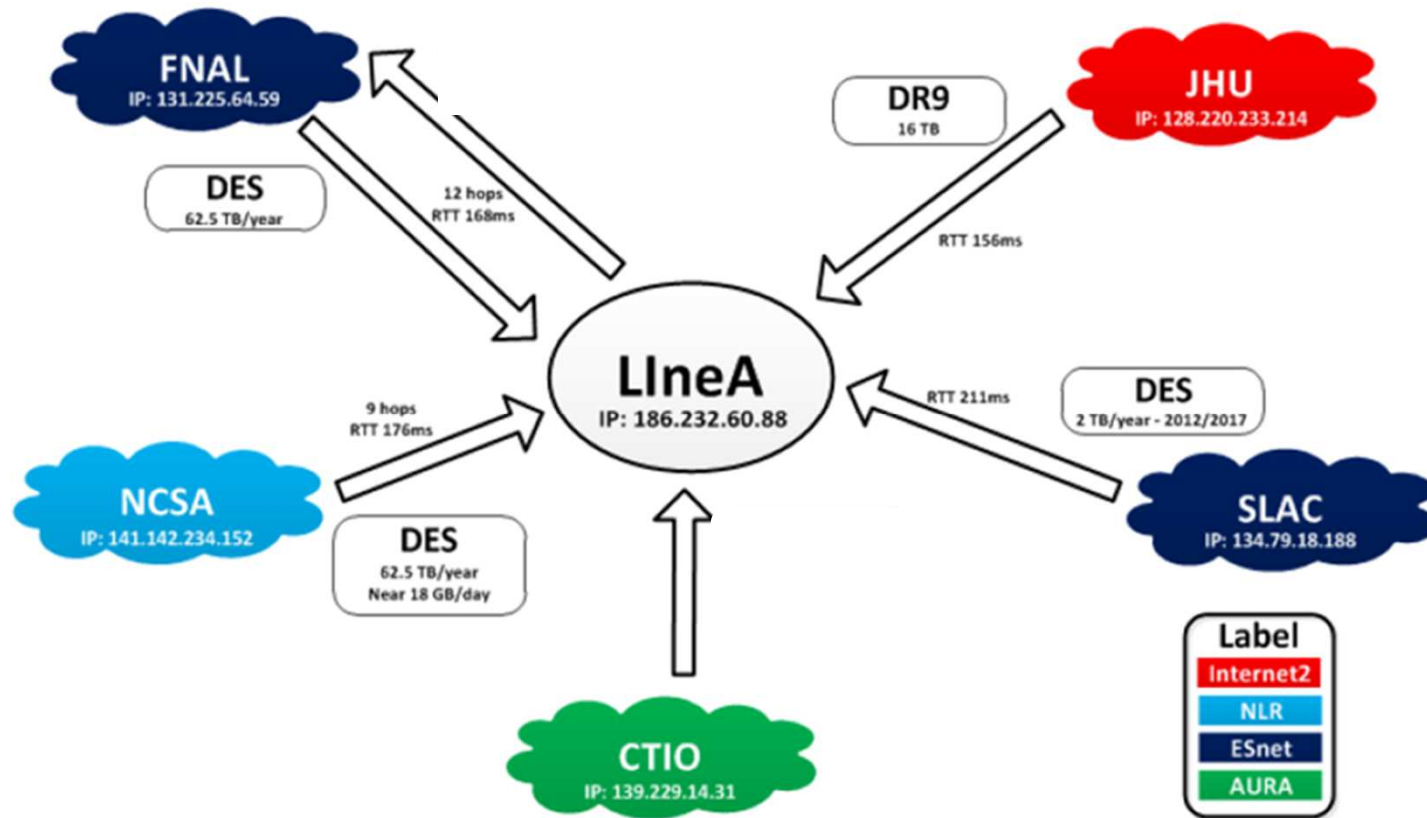 FNAL
IP: 131.225.64.59
DES
62.5 TB/year
12 hops
RTT 168ms
DR9
16 TB
JHU
IP: 128.220.233.214
RTT 156ms
LIneA
IP: 186.232.60.88
9 hops
RTT 176ms
NCSA
IP: 141.142.234.152
DES
62.5 TB/year
Near 18 GB/day
RTT 211ms
DES
2 TB/year - 2012/2017
SLAC
IP: 134.79.18.188
CTIO
IP: 139.229.14.31
Label
Internet2
NLR
ESnet
AURA